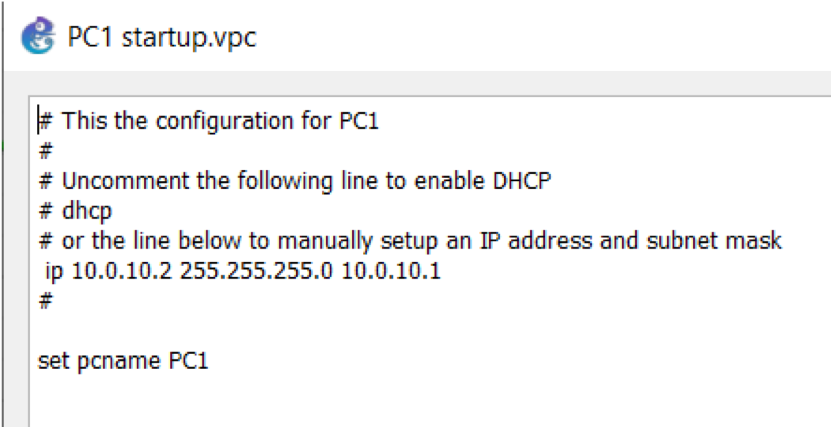 PC1 startup.vpc
# This the configuration for PC1
#
# Uncomment the following line to enable DHCP
# dhcp
# or the line below to manually setup an IP address and subnet mask
ip 10.0.10.2 255.255.255.0 10.0.10.1
#
set pcname PC1